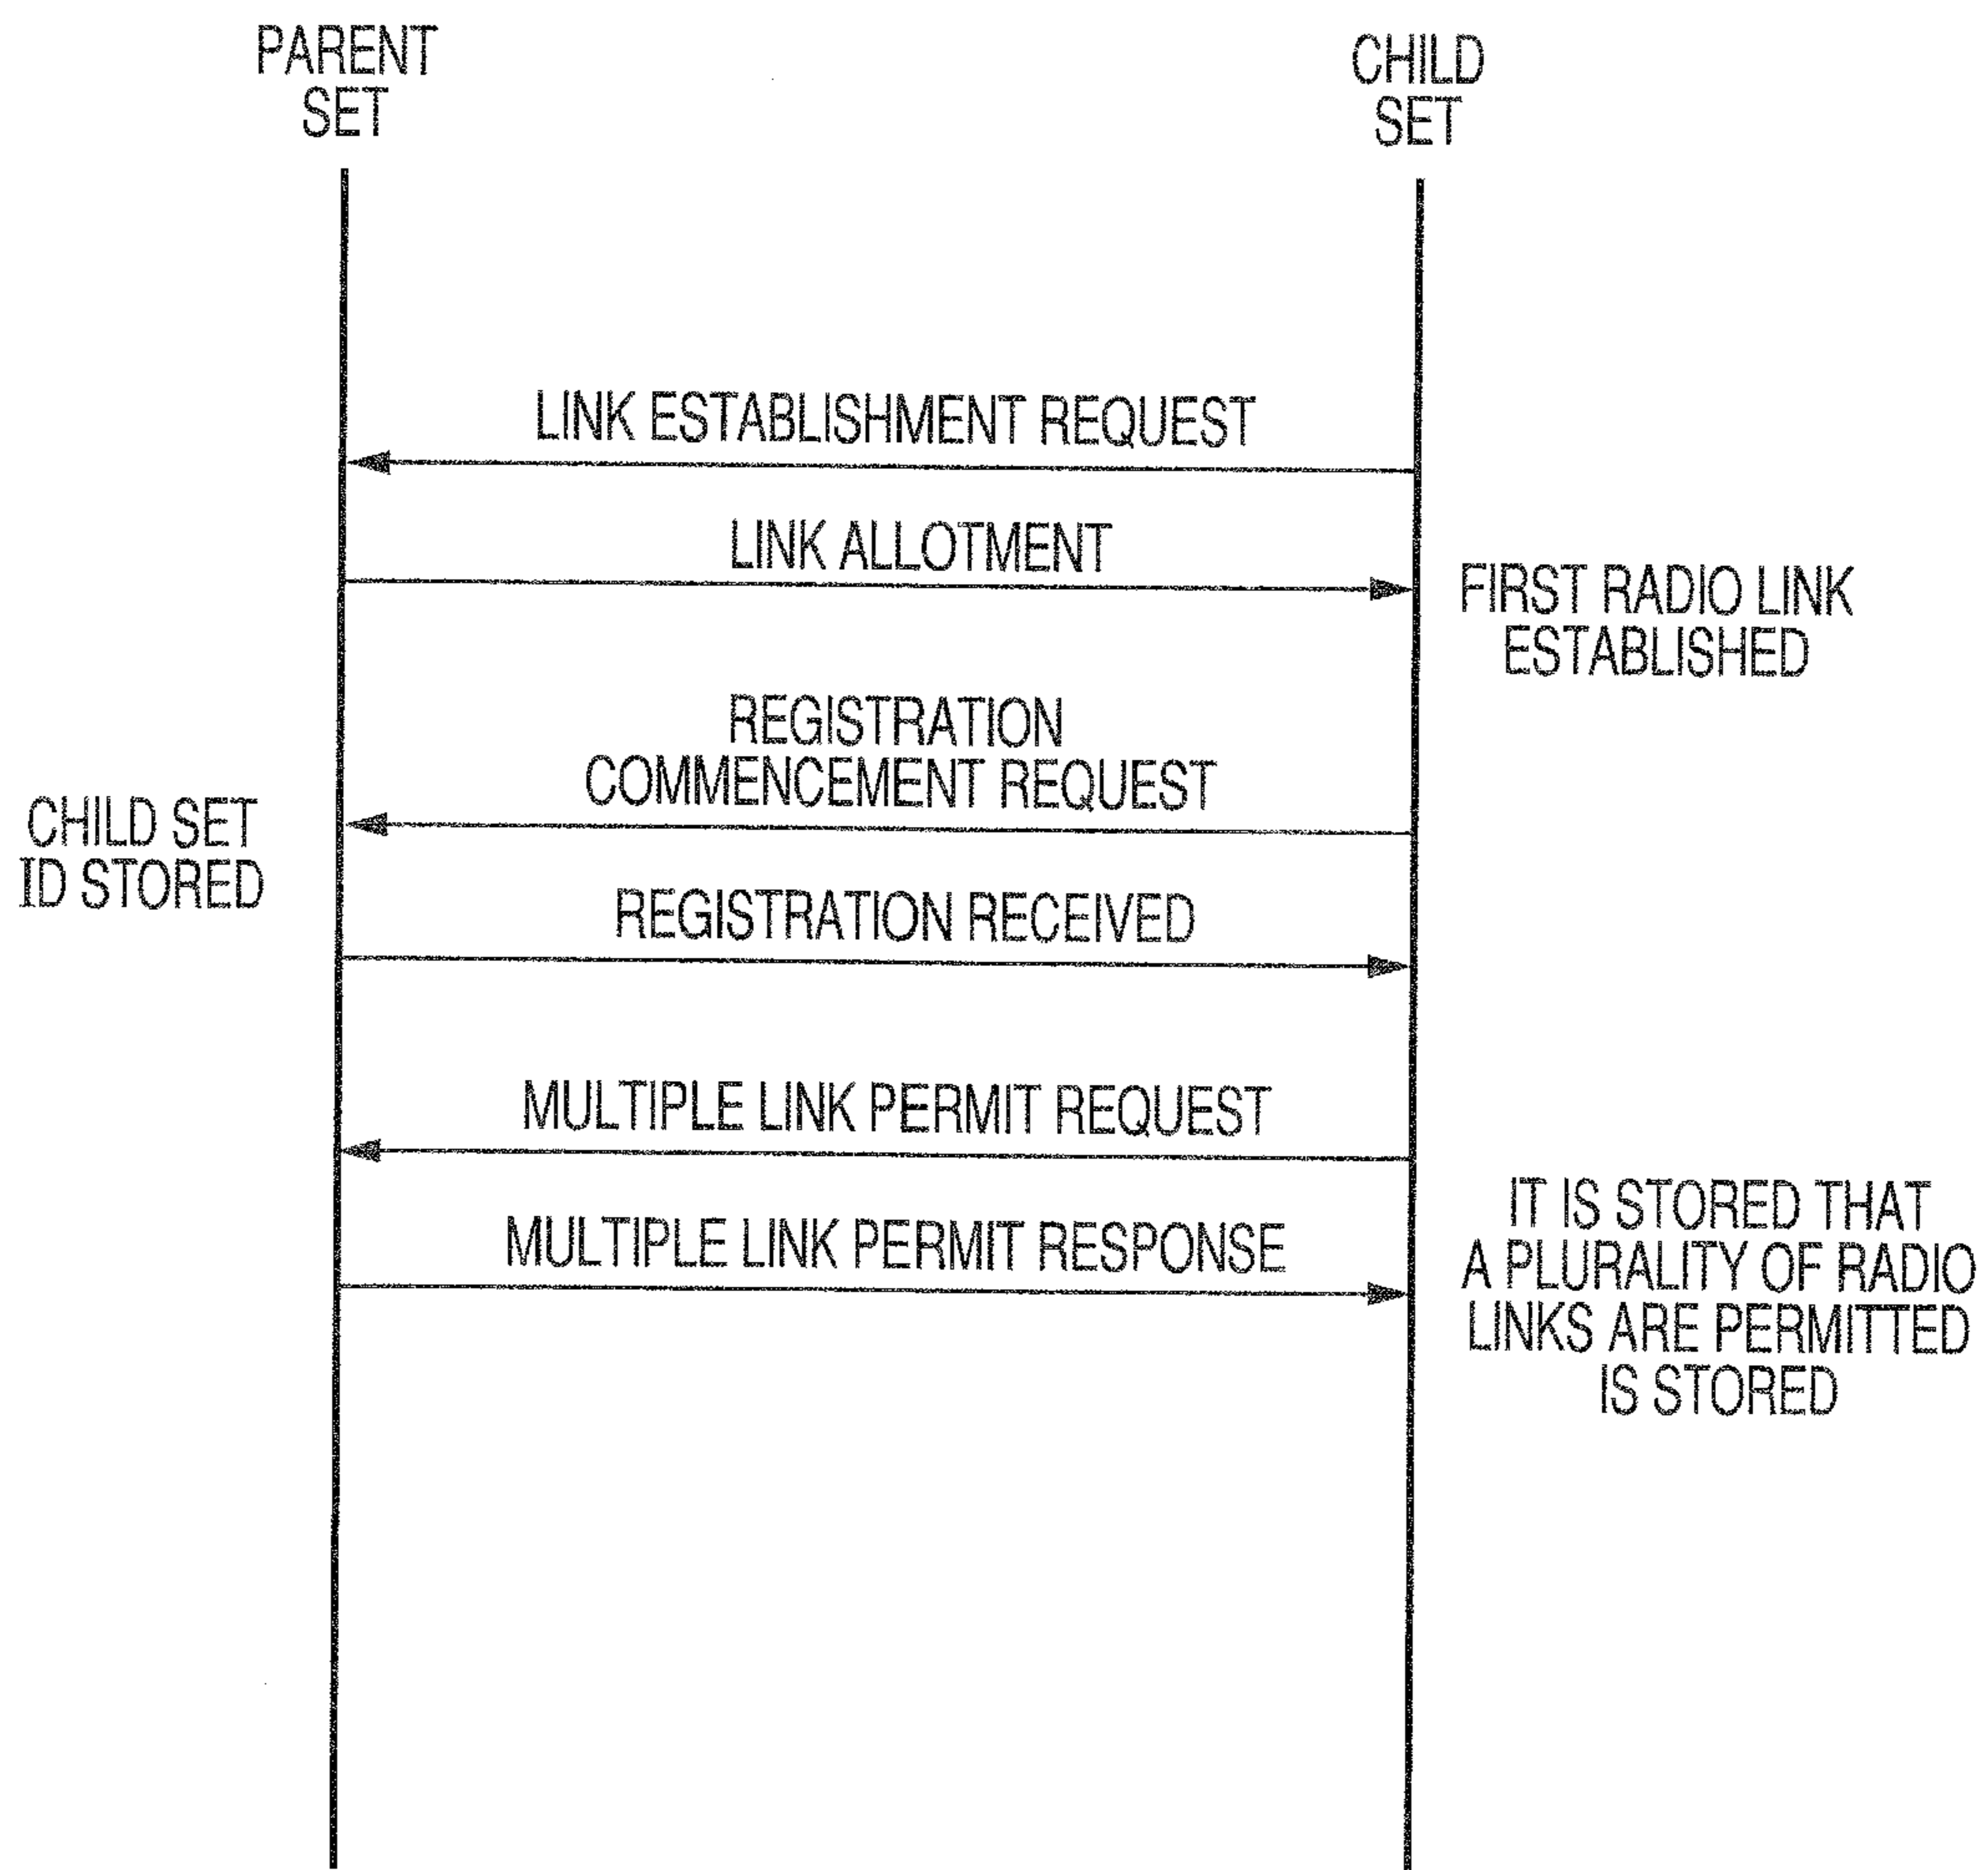 PARENT
SET
CHILD
SET
LINK ESTABLISHMENT REQUEST
LINK ALLOTMENT
FIRST RADIO LINK
ESTABLISHED
REGISTRATION
COMMENCEMENT REQUEST
CHILD SET
ID STORED
REGISTRATION RECEIVED
MULTIPLE LINK PERMIT REQUEST
MULTIPLE LINK PERMIT RESPONSE
IT IS STORED THAT
A PLURALITY OF RADIO
LINKS ARE PERMITTED
IS STORED